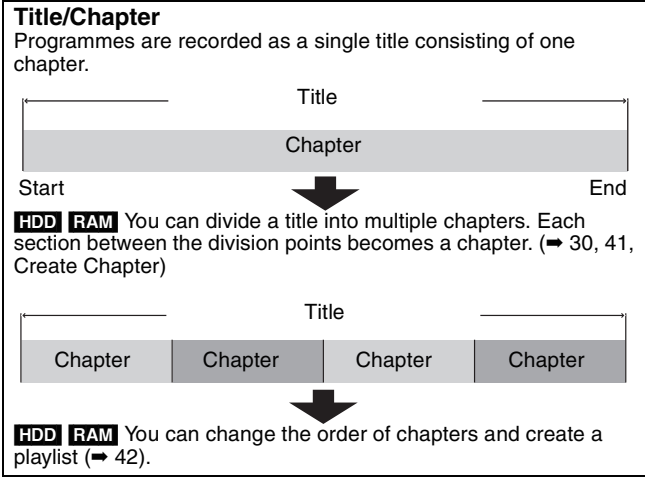 Title/Chapter
Programmes are recorded as a single title consisting of one
chapter.
Title
Chapter
Start End
HDD RAM You can divide a title into multiple chapters. Each
section between the division points becomes a chapter. (➡ 30, 41,
Create Chapter)
Title
Chapter Chapter Chapter Chapter
HDD RAM You can change the order of chapters and create a
playlist (➡ 42).